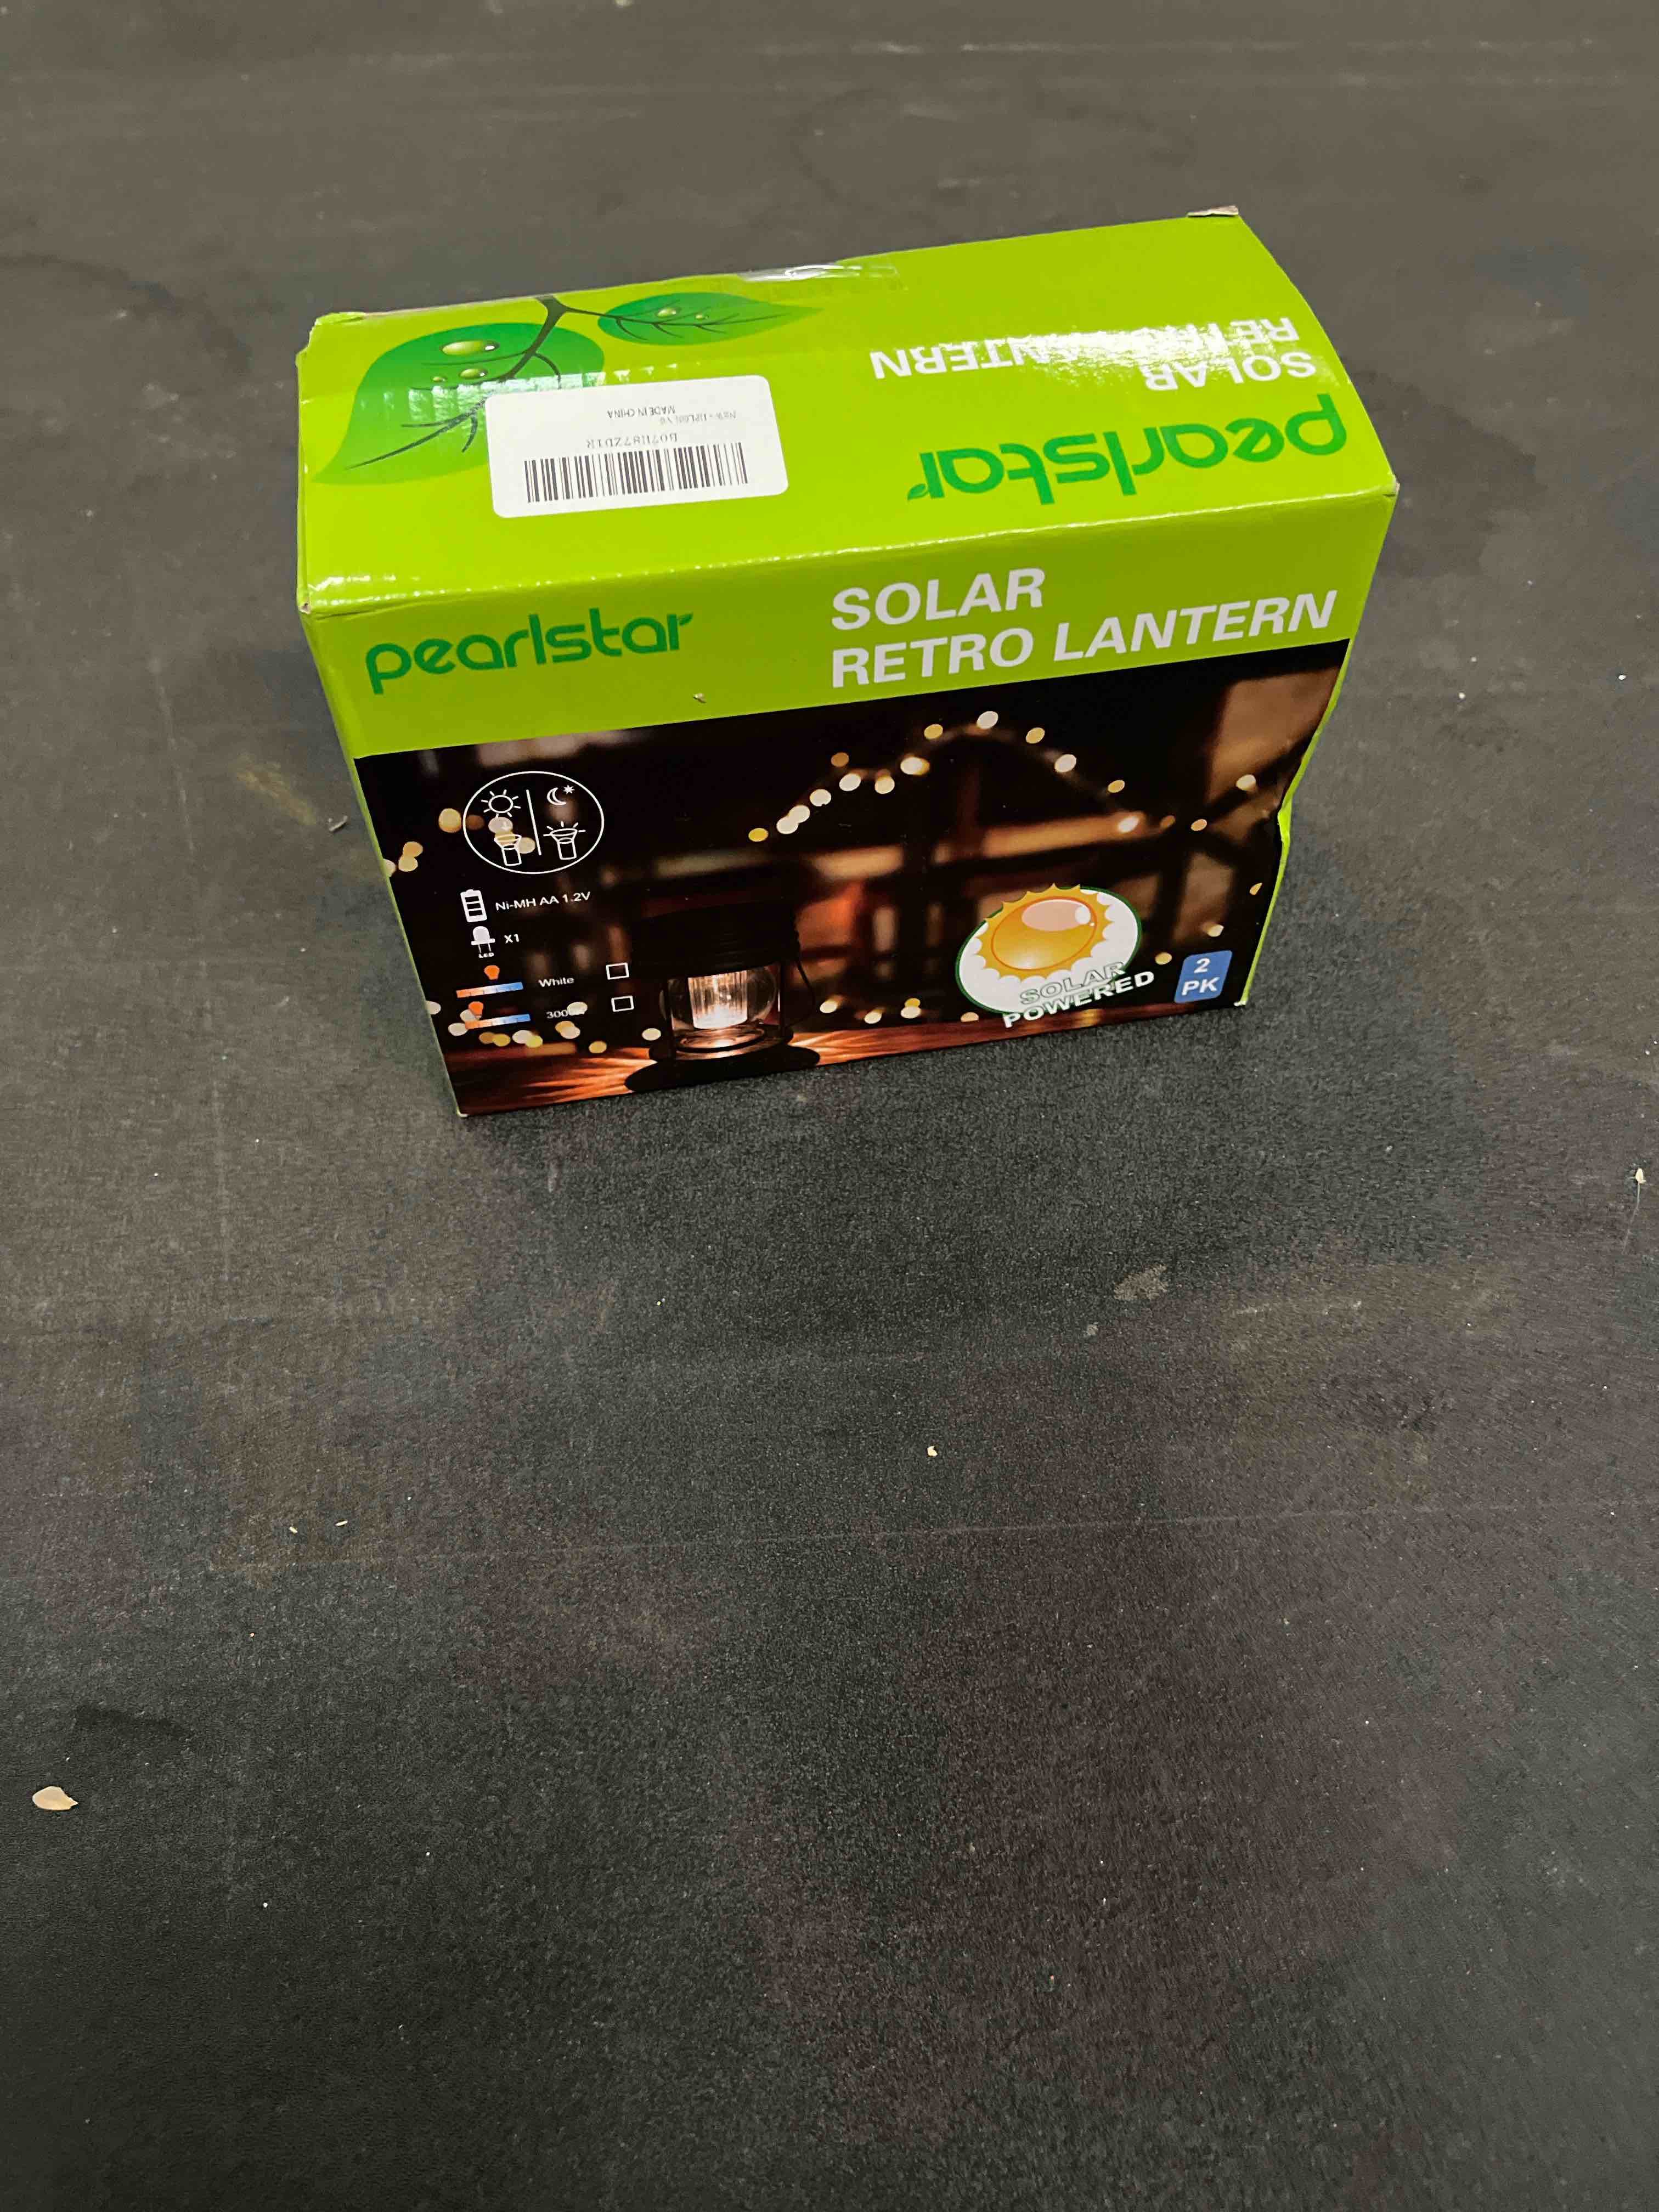 SOLAR
RETRO LANTERN
pearlstar
MADE IN CHINA
pearlstar
SOLAR
RETRO LANTERN
Ni-MH AA 1.2V
X1
LED
White
SOLAR
POWERED
2
PK